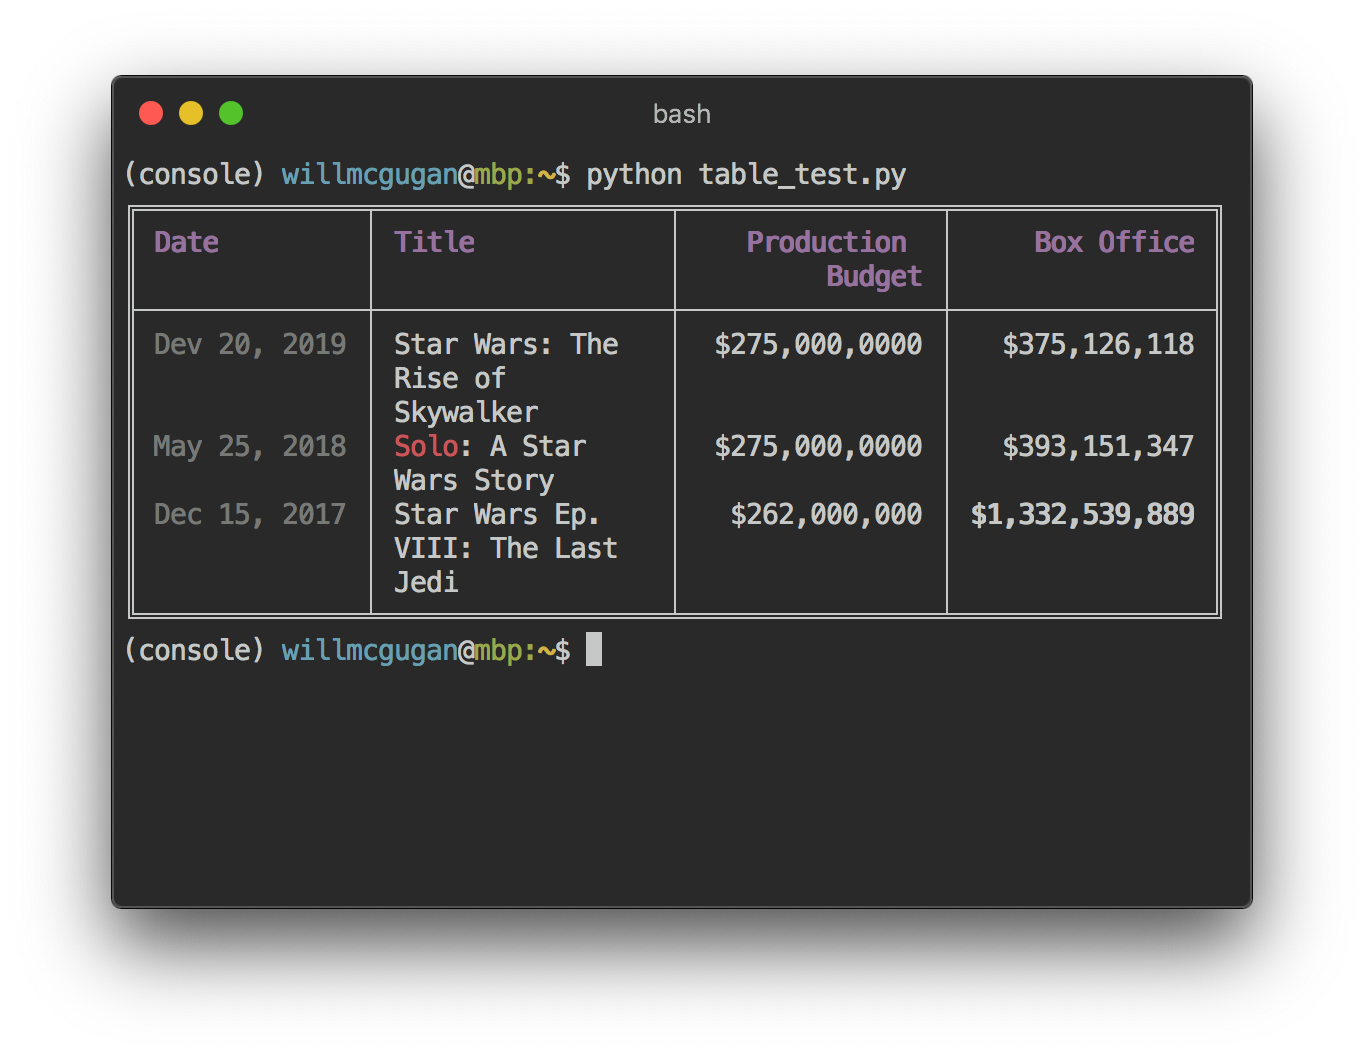 bash
(console) willmcgugan@mbp:~$ python table_test.py
Date Title Production Box Office
Budget
Dev 20, 2019 Star Wars: The $275,000,0000 $375,126,118
Rise of
Skywalker
May 25, 2018 Solo: A Star $275,000,0000 $393,151,347
Wars Story
Dec 15, 2017 Star Wars Ep. $262,000,000 $1,332,539,889
VIII: The Last
Jedi
(console) willmcgugan@mbp:~$